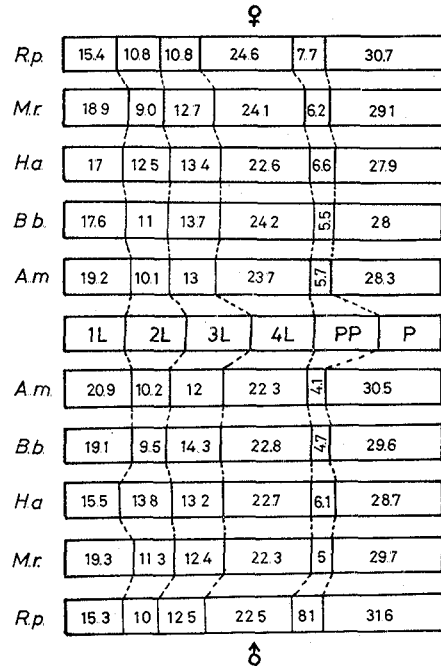 ♀
R.p. 15.4 10.8 10.8 24.6 7.7 30.7
M.r. 18.9 9.0 12.7 24.1 6.2 29.1
H.a. 17 12.5 13.4 22.6 6.6 27.9
B.b. 17.6 11 13.7 24.2 5.5 28
A.m 19.2 10.1 13 23.7 5.7 28.3
1L 2L 3L 4L PP P
A.m. 20.9 10.2 12 22.3 4.1 30.5
B.b. 19.1 9.5 14.3 22.8 4.7 29.6
H.a 15.5 13.8 13.2 22.7 6.1 28.7
M.r. 19.3 11.3 12.4 22.3 5 29.7
R.p. 15.3 10 12.5 22.5 8.1 31.6
♂